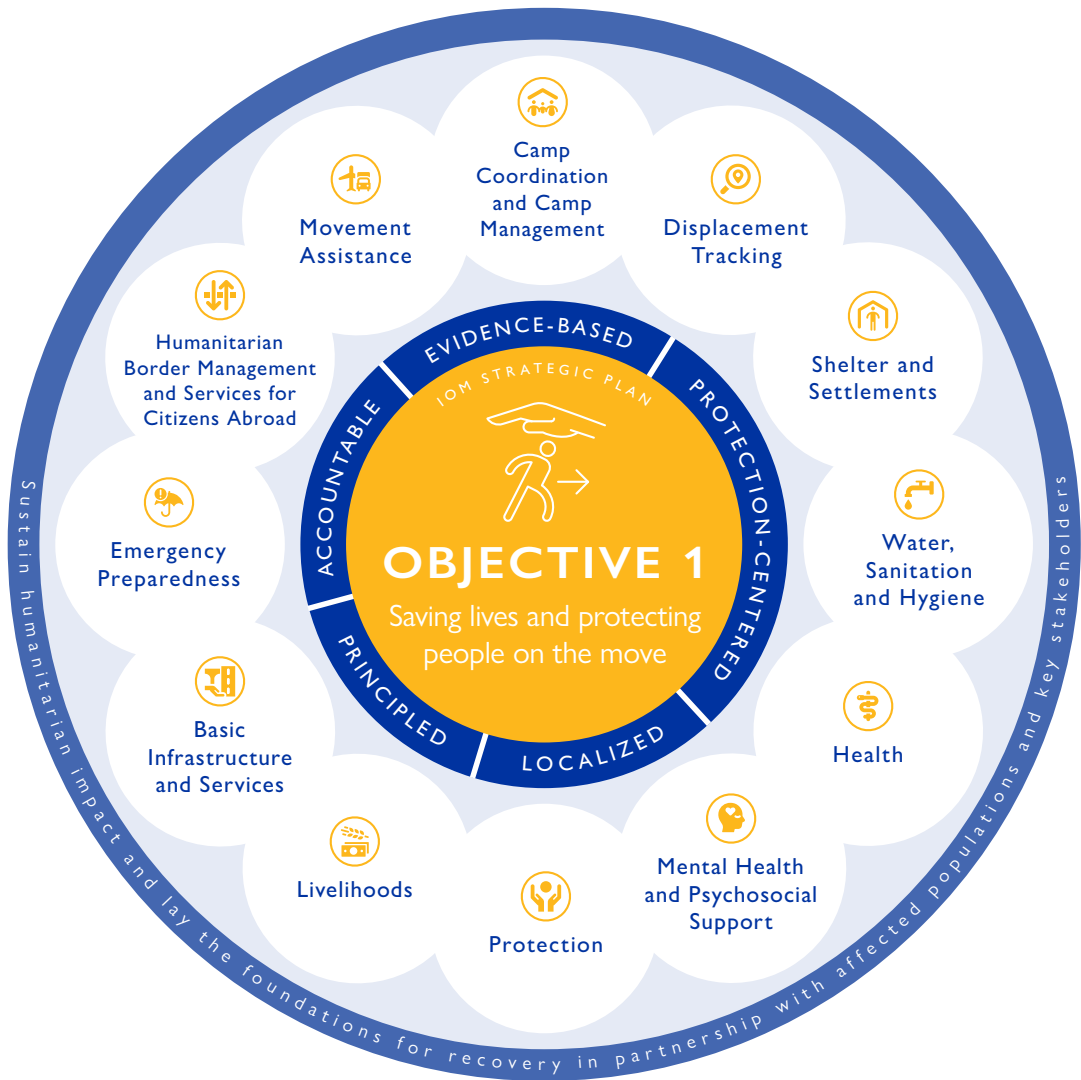 Camp
Coordination
and Camp
Management
Displacement
Tracking
Shelter and
Settlements
Water,
Sanitation
and Hygiene
Health
Mental Health
and Psychosocial
Support
Protection
Livelihoods
Basic
Infrastructure
and Services
Emergency
Preparedness
Humanitarian
Border Management
and Services for
Citizens Abroad
Movement
Assistance
EVIDENCE-BASED
PROTECTION-CENTERED
LOCALIZED
PRINCIPLED
ACCOUNTABLE
IOM STRATEGIC PLAN
OBJECTIVE 1
Saving lives and protecting
people on the move
Sustain humanitarian impact and lay the foundations for recovery in partnership with affected populations and key stakeholders